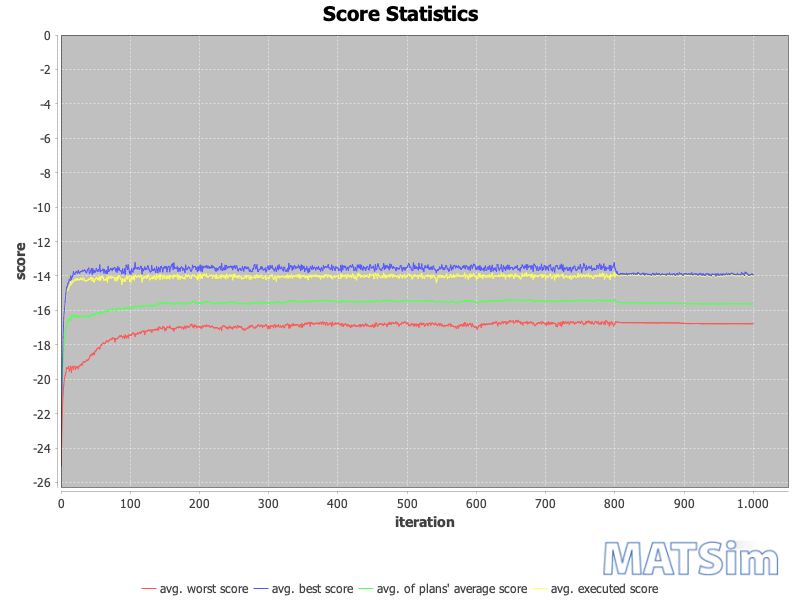 Score Statistics
0
-2
-4
-6
-8
-10
-12
-14
-16
-18
-20
-22
-24
-26
score
0 100 200 300 400 500 600 700 800 900 1.000
iteration
MATSim
avg. worst score avg. best score avg. of plans' average score avg. executed score